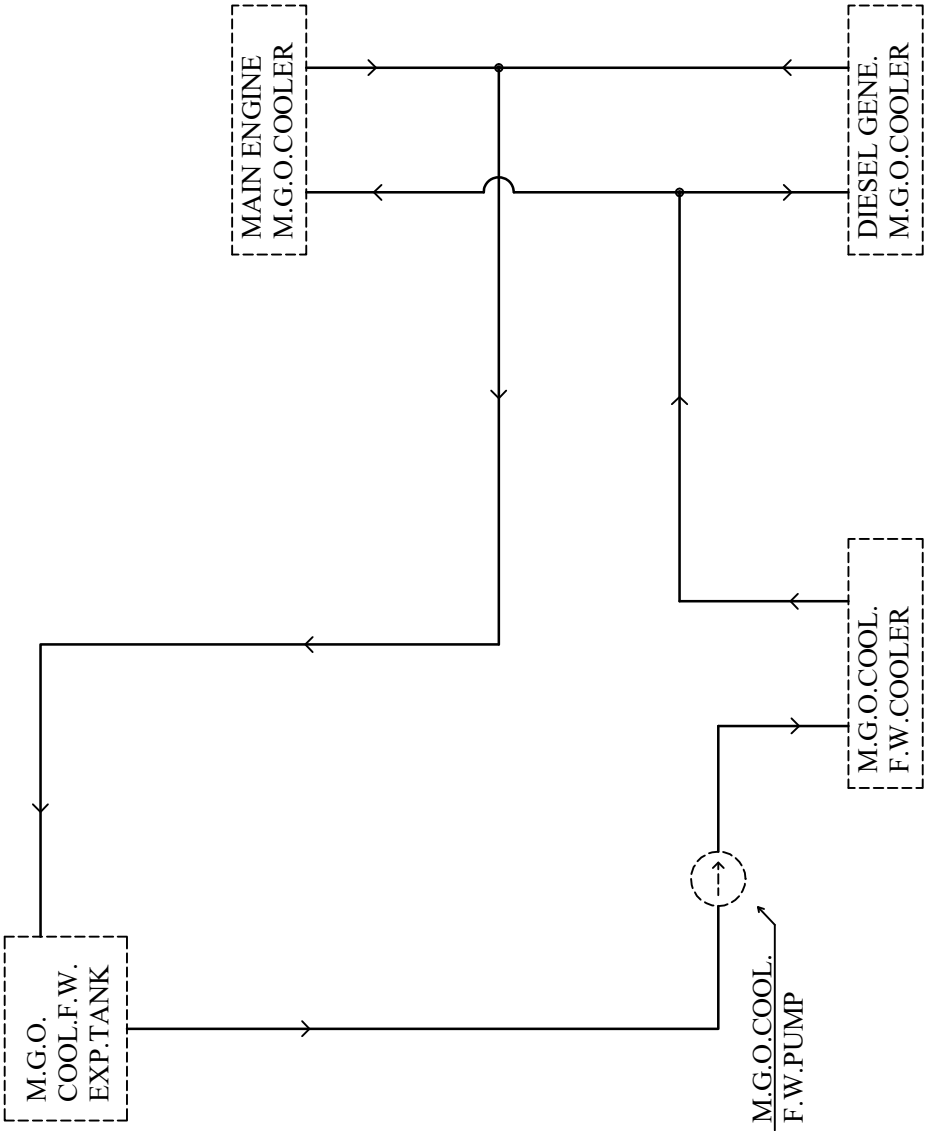 MAIN ENGINE
M.G.O.COOLER
DIESEL GENE.
M.G.O.COOLER
M.G.O.
COOL.F.W.
EXP.TANK
M.G.O.COOL.
F.W.PUMP
M.G.O.COOL.
F.W.COOLER